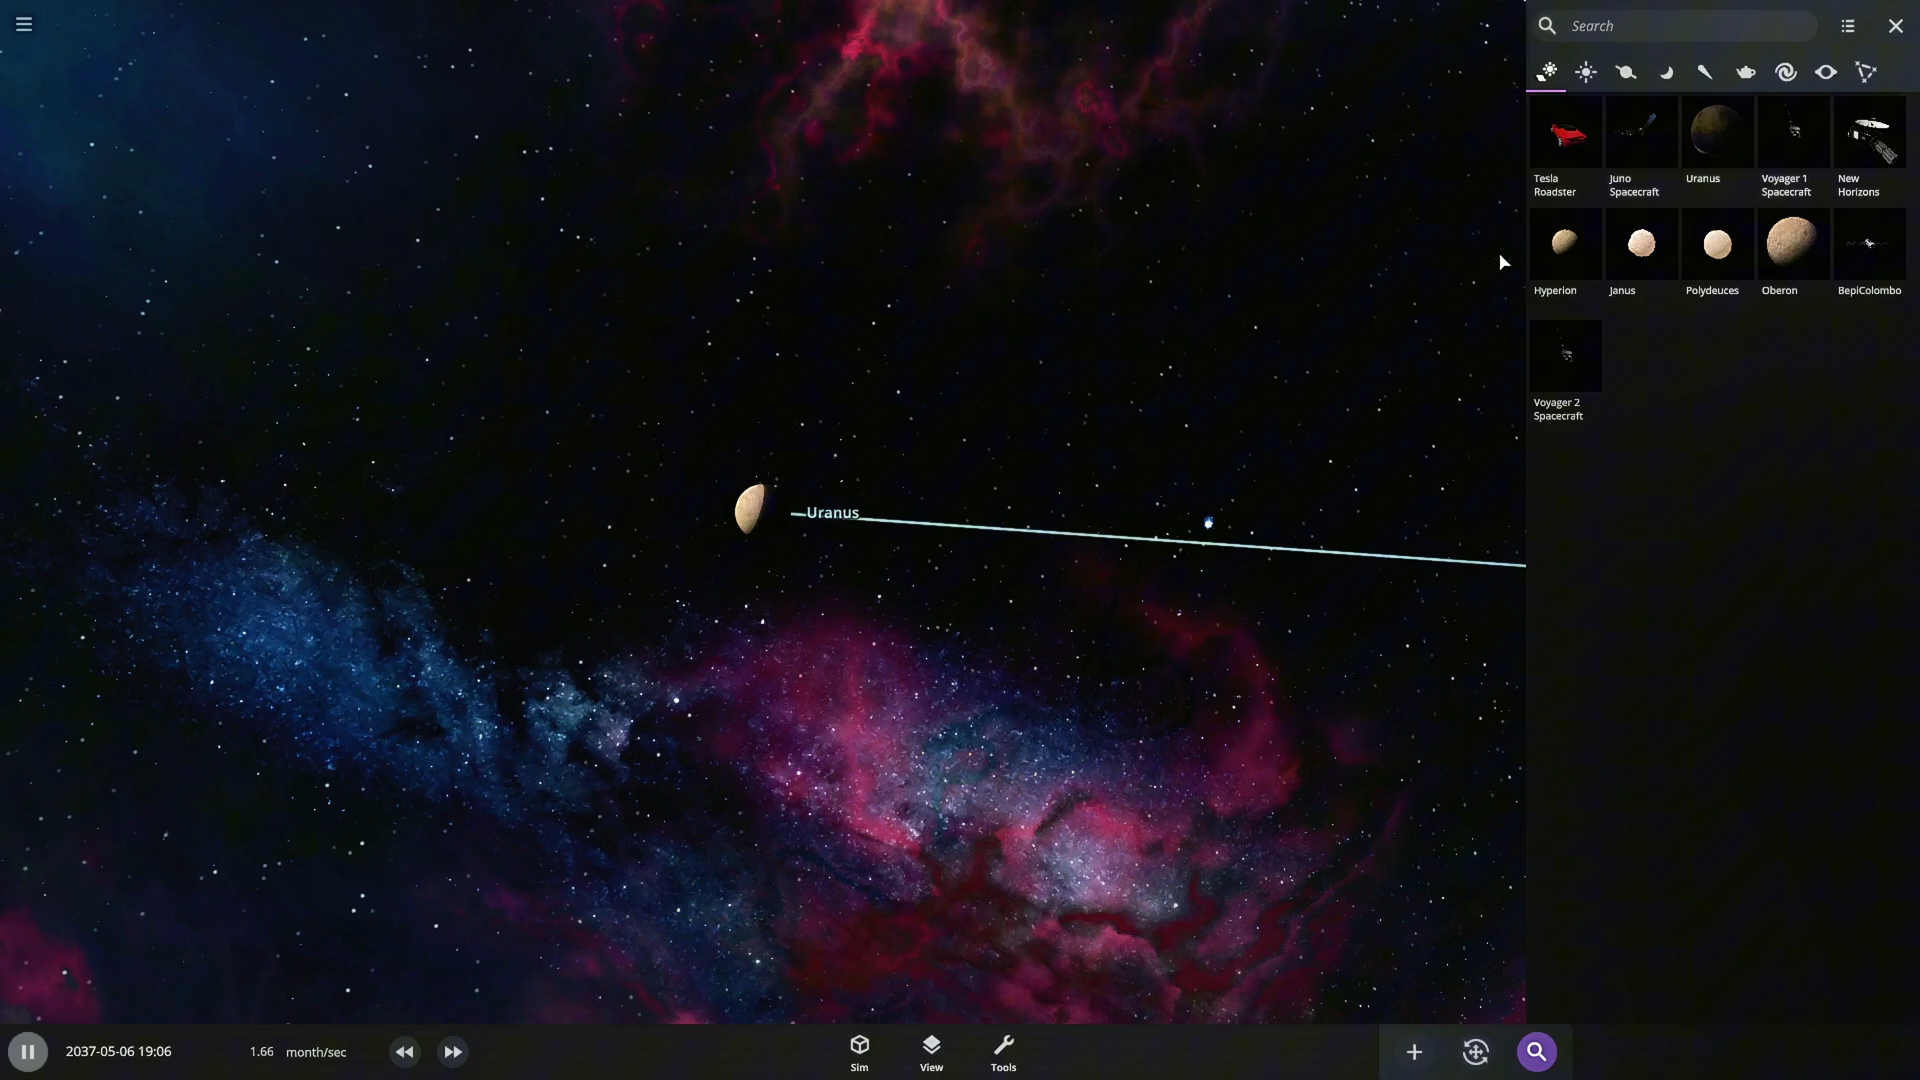 Search
Tesla
Roadster
Juno
Spacecraft
Uranus
Voyager 1
Spacecraft
New
Horizons
Hyperion
Janus
Polydeuces
Oberon
BepiColombo
Voyager 2
Spacecraft
Uranus
2037-05-06 19:06
1.66 month/sec
Sim
View
Tools